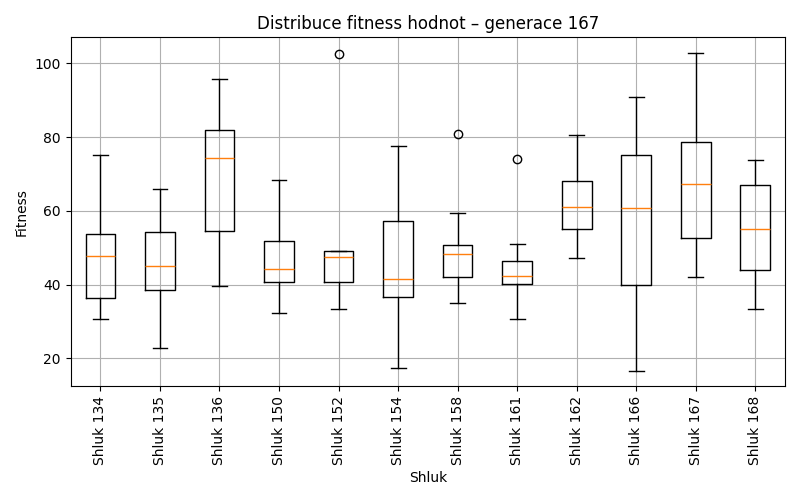 Distribuce fitness hodnot – generace 167
Fitness
100
80
60
40
20
Shluk 134
Shluk 135
Shluk 136
Shluk 150
Shluk 152
Shluk 154
Shluk 158
Shluk 161
Shluk 162
Shluk 166
Shluk 167
Shluk 168
Shluk